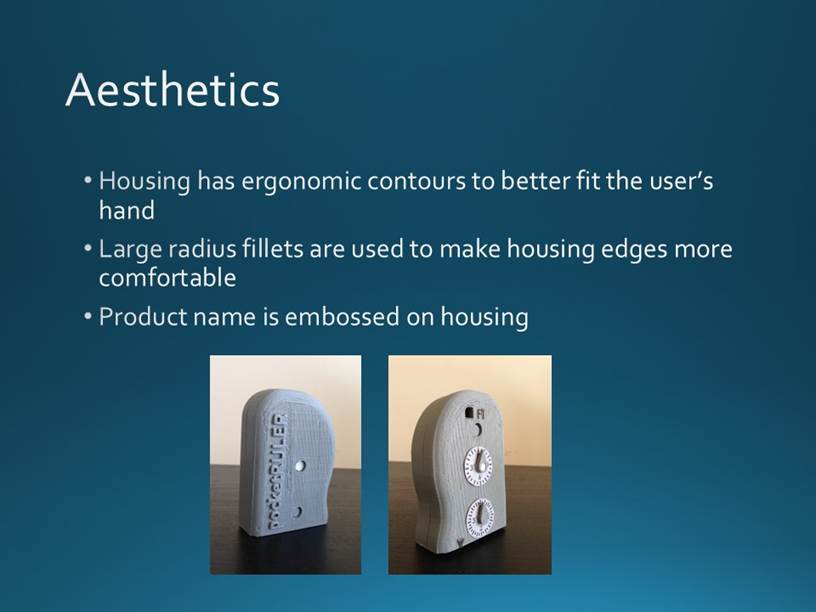 Aesthetics
• Housing has ergonomic contours to better fit the user's
hand
• Large radius fillets are used to make housing edges more
comfortable
• Product name is embossed on housing
pocketRULER